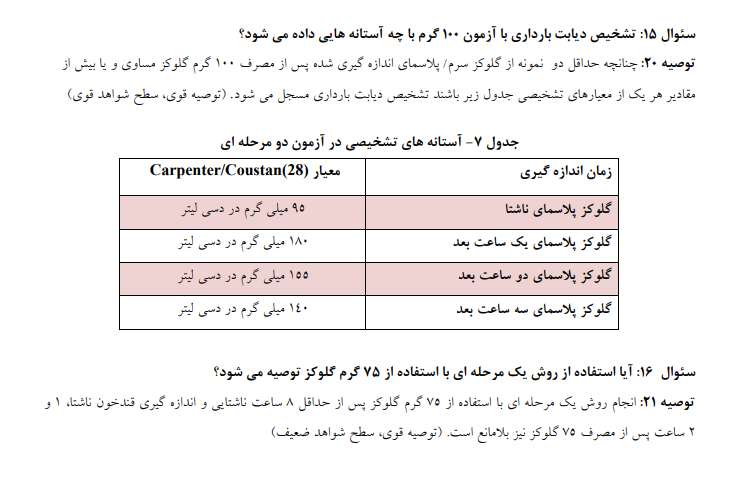 سئوال ۱۵: تشخیص دیابت بارداری با آزمون ۱۰۰ گرم با چه آستانه هایی داده می شود؟
توصیه ۲۰: چنانچه حداقل دو نمونه از گلوکز سرم/ پلاسمای اندازه گیری شده پس از مصرف ۱۰۰ گرم گلوکز مساوی و یا بیش از
مقادیر هر یک از معیارهای تشخیصی جدول زیر باشند تشخیص دیابت بارداری مسجل می شود. (توصیه قوی، سطح شواهد قوی)
جدول ۷- آستانه های تشخیصی در آزمون دو مرحله ای
زمان اندازه گیری معیار Carpenter/Coustan(28)
گلوکز پلاسمای ناشتا ۹۵ میلی گرم در دسی لیتر
گلوکز پلاسمای یک ساعت بعد ۱۸۰ میلی گرم در دسی لیتر
گلوکز پلاسمای دو ساعت بعد ۱۵۵ میلی گرم در دسی لیتر
گلوکز پلاسمای سه ساعت بعد ۱٤۰ میلی گرم در دسی لیتر
سئوال ۱۶: آیا استفاده از روش یک مرحله ای با استفاده از ۷۵ گرم گلوکز توصیه می شود؟
توصیه ۲۱: انجام روش یک مرحله ای با استفاده از ۷۵ گرم گلوکز پس از حداقل ۸ ساعت ناشتایی و اندازه گیری قندخون ناشتا، ۱ و
۲ ساعت پس از مصرف ۷۵ گلوکز نیز بلامانع است. (توصیه قوی، سطح شواهد ضعیف)